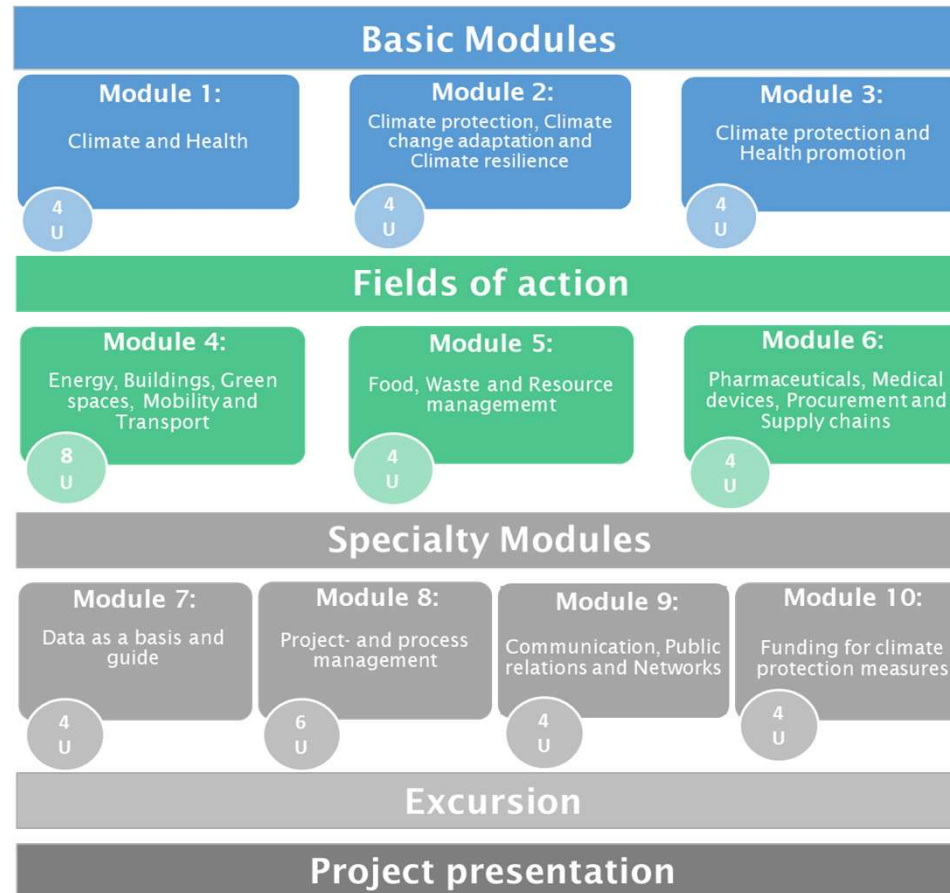 Basic Modules
Module 1:
Climate and Health
4
U
Module 2:
Climate protection, Climate
change adaptation and
Climate resilience
4
U
Module 3:
Climate protection and
Health promotion
4
U
Fields of action
Module 4:
Energy, Buildings, Green
spaces, Mobility and
Transport
8
U
Module 5:
Food, Waste and Resource
managememt
4
U
Module 6:
Pharmaceuticals, Medical
devices, Procurement and
Supply chains
4
U
Specialty Modules
Module 7:
Data as a basis and
guide
4
U
Module 8:
Project- and process
management
6
U
Module 9:
Communication, Public
relations and Networks
4
U
Module 10:
Funding for climate
protection measures
4
U
Excursion
Project presentation